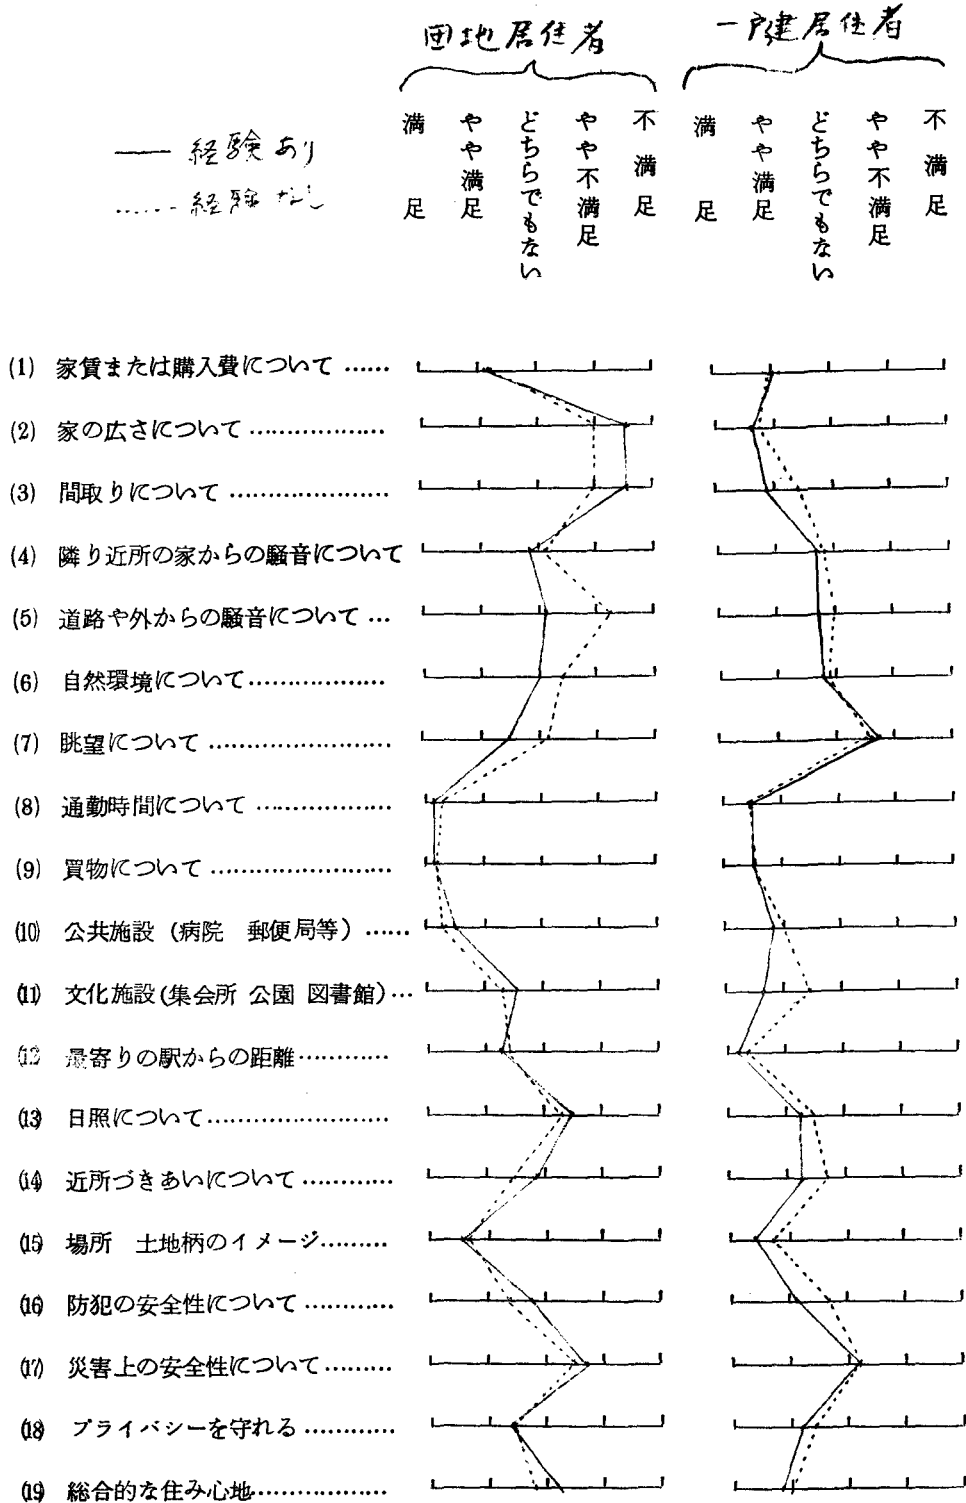 団地居住者
一戸建居住者
満足
やや満足
どちらでもない
やや不満足
不満足
満足
やや満足
どちらでもない
やや不満足
不満足
—— 経験あり
…… 経験なし
(1) 家賃または購入費について ……
(2) 家の広さについて ………………
(3) 間取りについて …………………
(4) 隣り近所の家からの騒音について
(5) 道路や外からの騒音について …
(6) 自然環境について………………
(7) 眺望について ……………………
(8) 通勤時間について ………………
(9) 買物について ……………………
(10) 公共施設 (病院 郵便局等) ……
(11) 文化施設(集会所 公園 図書館)…
(12) 最寄りの駅からの距離…………
(13) 日照について……………………
(14) 近所づきあいについて …………
(15) 場所 土地柄のイメージ………
(16) 防犯の安全性について …………
(17) 災害上の安全性について………
(18) プライバシーを守れる …………
(19) 総合的な住み心地………………